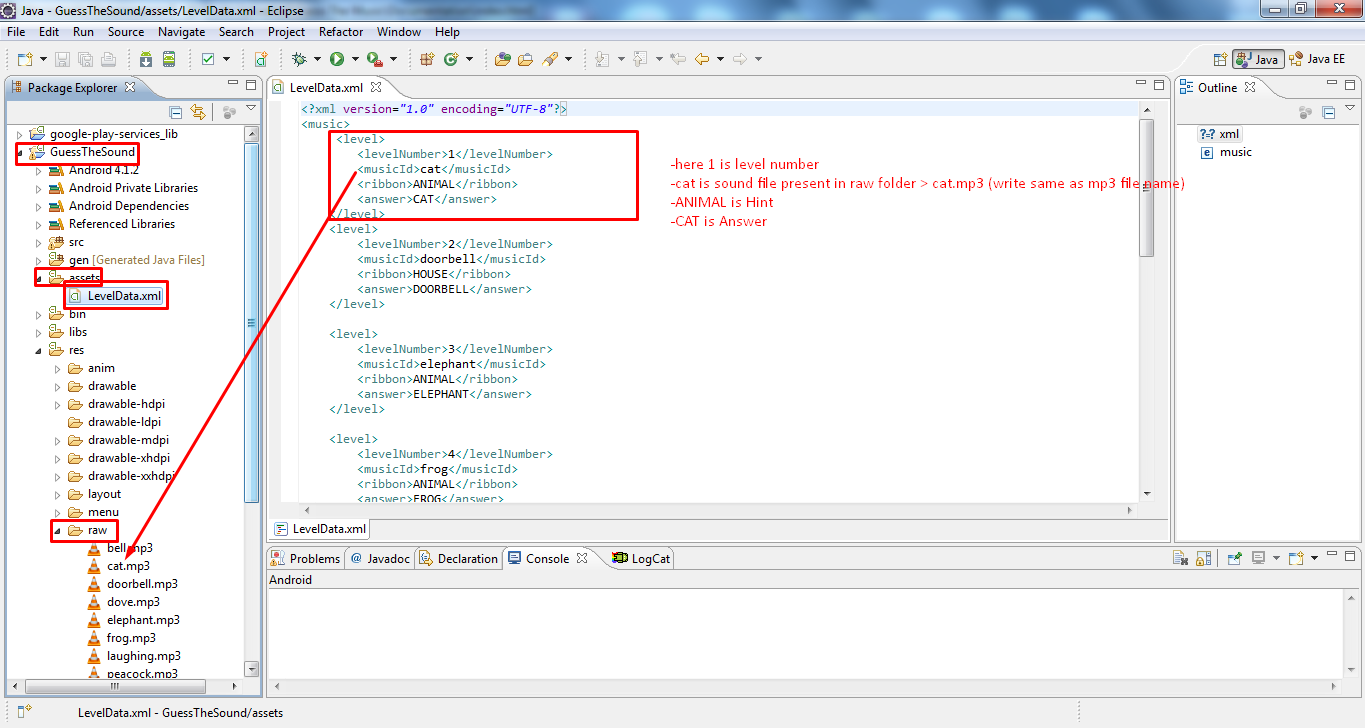 Java - GuessTheSound/assets/LevelData.xml - Eclipse
File Edit Run Source Navigate Search Project Refactor Window Help
Java Java EE
Package Explorer
google-play-services_lib
GuessTheSound
Android 4.1.2
Android Private Libraries
Android Dependencies
Referenced Libraries
src
gen [Generated Java Files]
assets
LevelData.xml
bin
libs
res
anim
drawable
drawable-hdpi
drawable-ldpi
drawable-mdpi
drawable-xhdpi
drawable-xxhdpi
layout
menu
raw
bell.mp3
cat.mp3
doorbell.mp3
dove.mp3
elephant.mp3
frog.mp3
laughing.mp3
peacock.mp3
LevelData.xml
<?xml version="1.0" encoding="UTF-8"?>
<music>
<level>
<levelNumber>1</levelNumber>
<musicId>cat</musicId>
<ribbon>ANIMAL</ribbon>
<answer>CAT</answer>
</level>
<level>
<levelNumber>2</levelNumber>
<musicId>doorbell</musicId>
<ribbon>HOUSE</ribbon>
<answer>DOORBELL</answer>
</level>
<level>
<levelNumber>3</levelNumber>
<musicId>elephant</musicId>
<ribbon>ANIMAL</ribbon>
<answer>ELEPHANT</answer>
</level>
<level>
<levelNumber>4</levelNumber>
<musicId>frog</musicId>
<ribbon>ANIMAL</ribbon>
<answer>FROG</answer>
-here 1 is level number
-cat is sound file present in raw folder > cat.mp3 (write same as mp3 file name)
-ANIMAL is Hint
-CAT is Answer
LevelData.xml
Outline
xml
music
Problems @ Javadoc Declaration Console LogCat
Android
LevelData.xml - GuessTheSound/assets